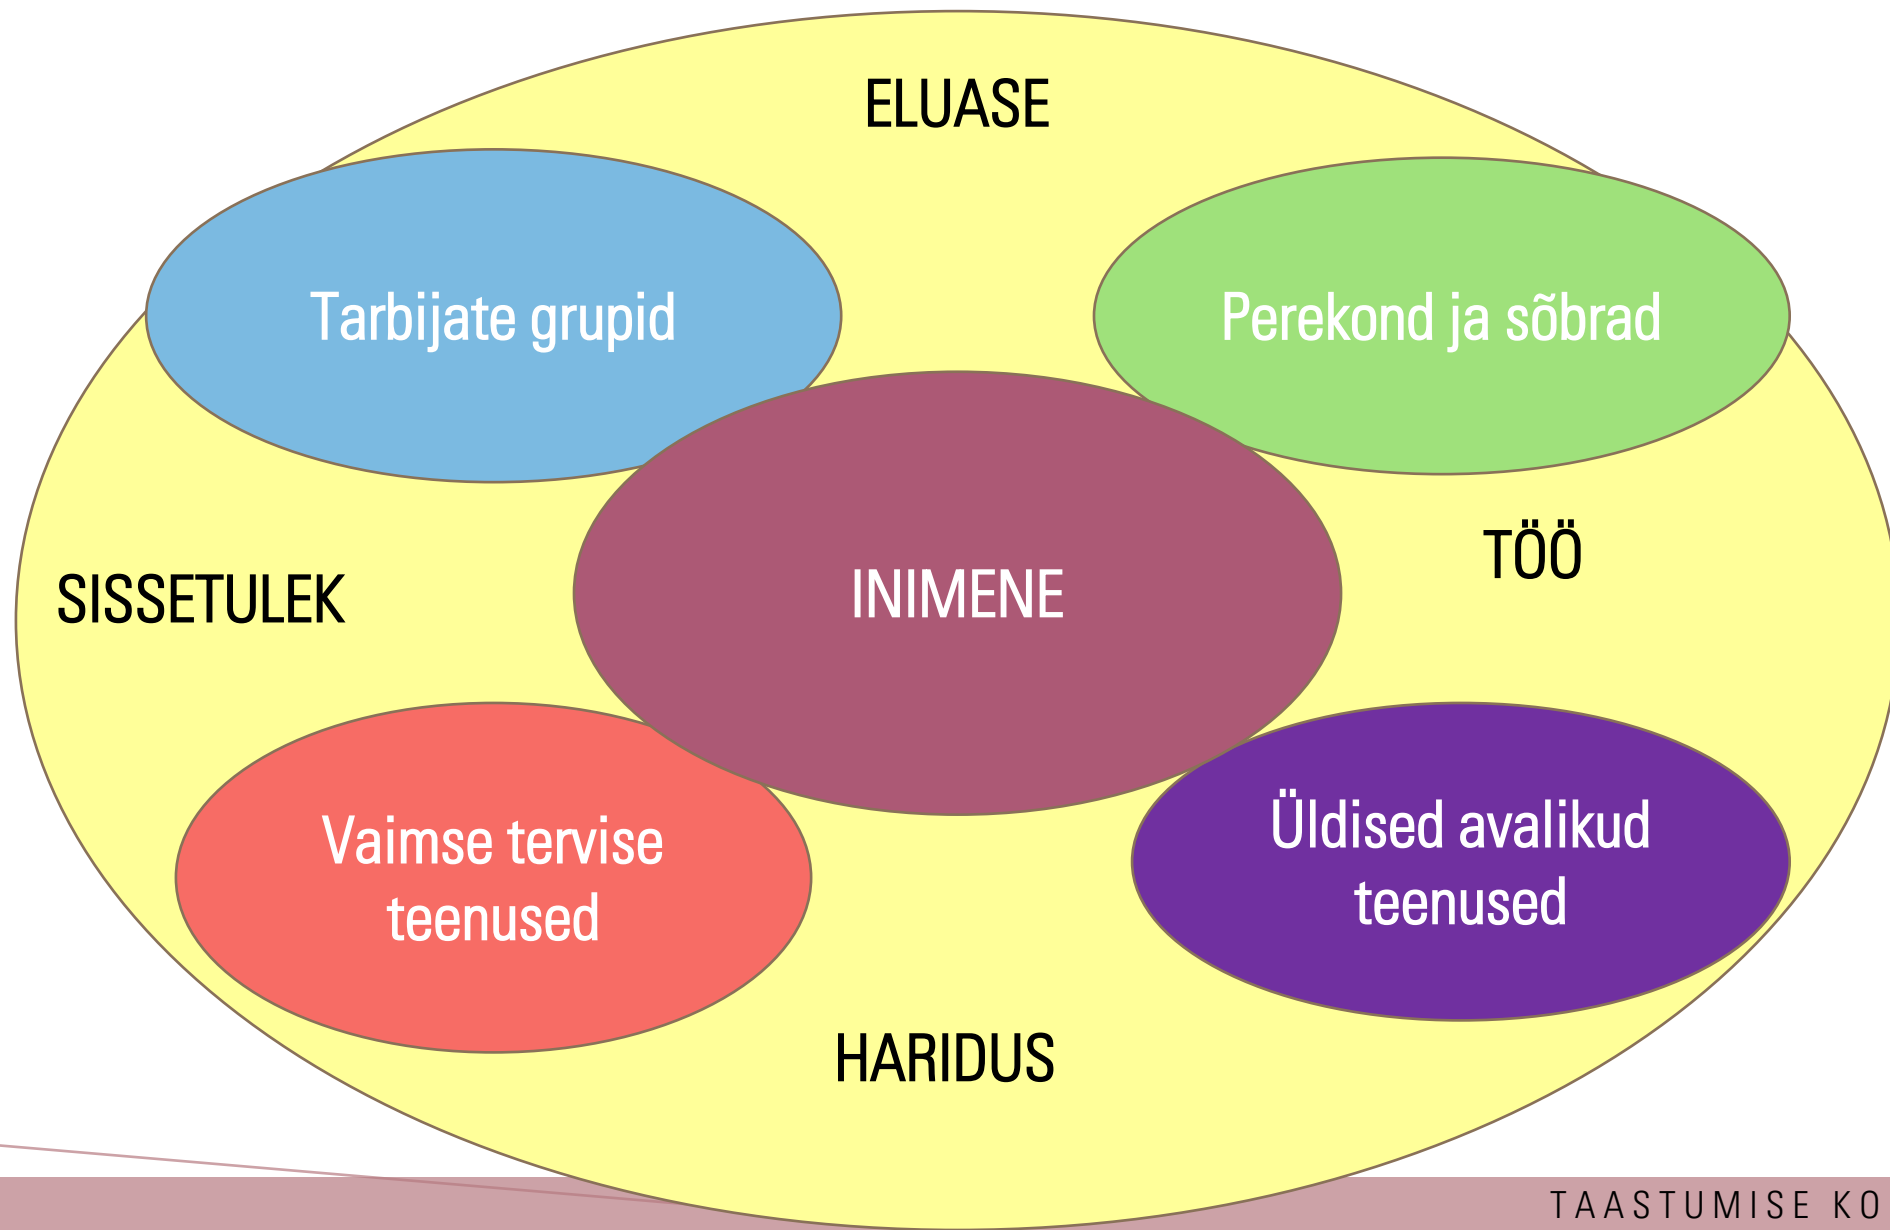 ELUASE
Tarbijate grupid
Perekond ja sõbrad
TÖÖ
SISSETULEK
INIMENE
Vaimse tervise
teenused
Üldised avalikud
teenused
HARIDUS
TAASTUMISE KO